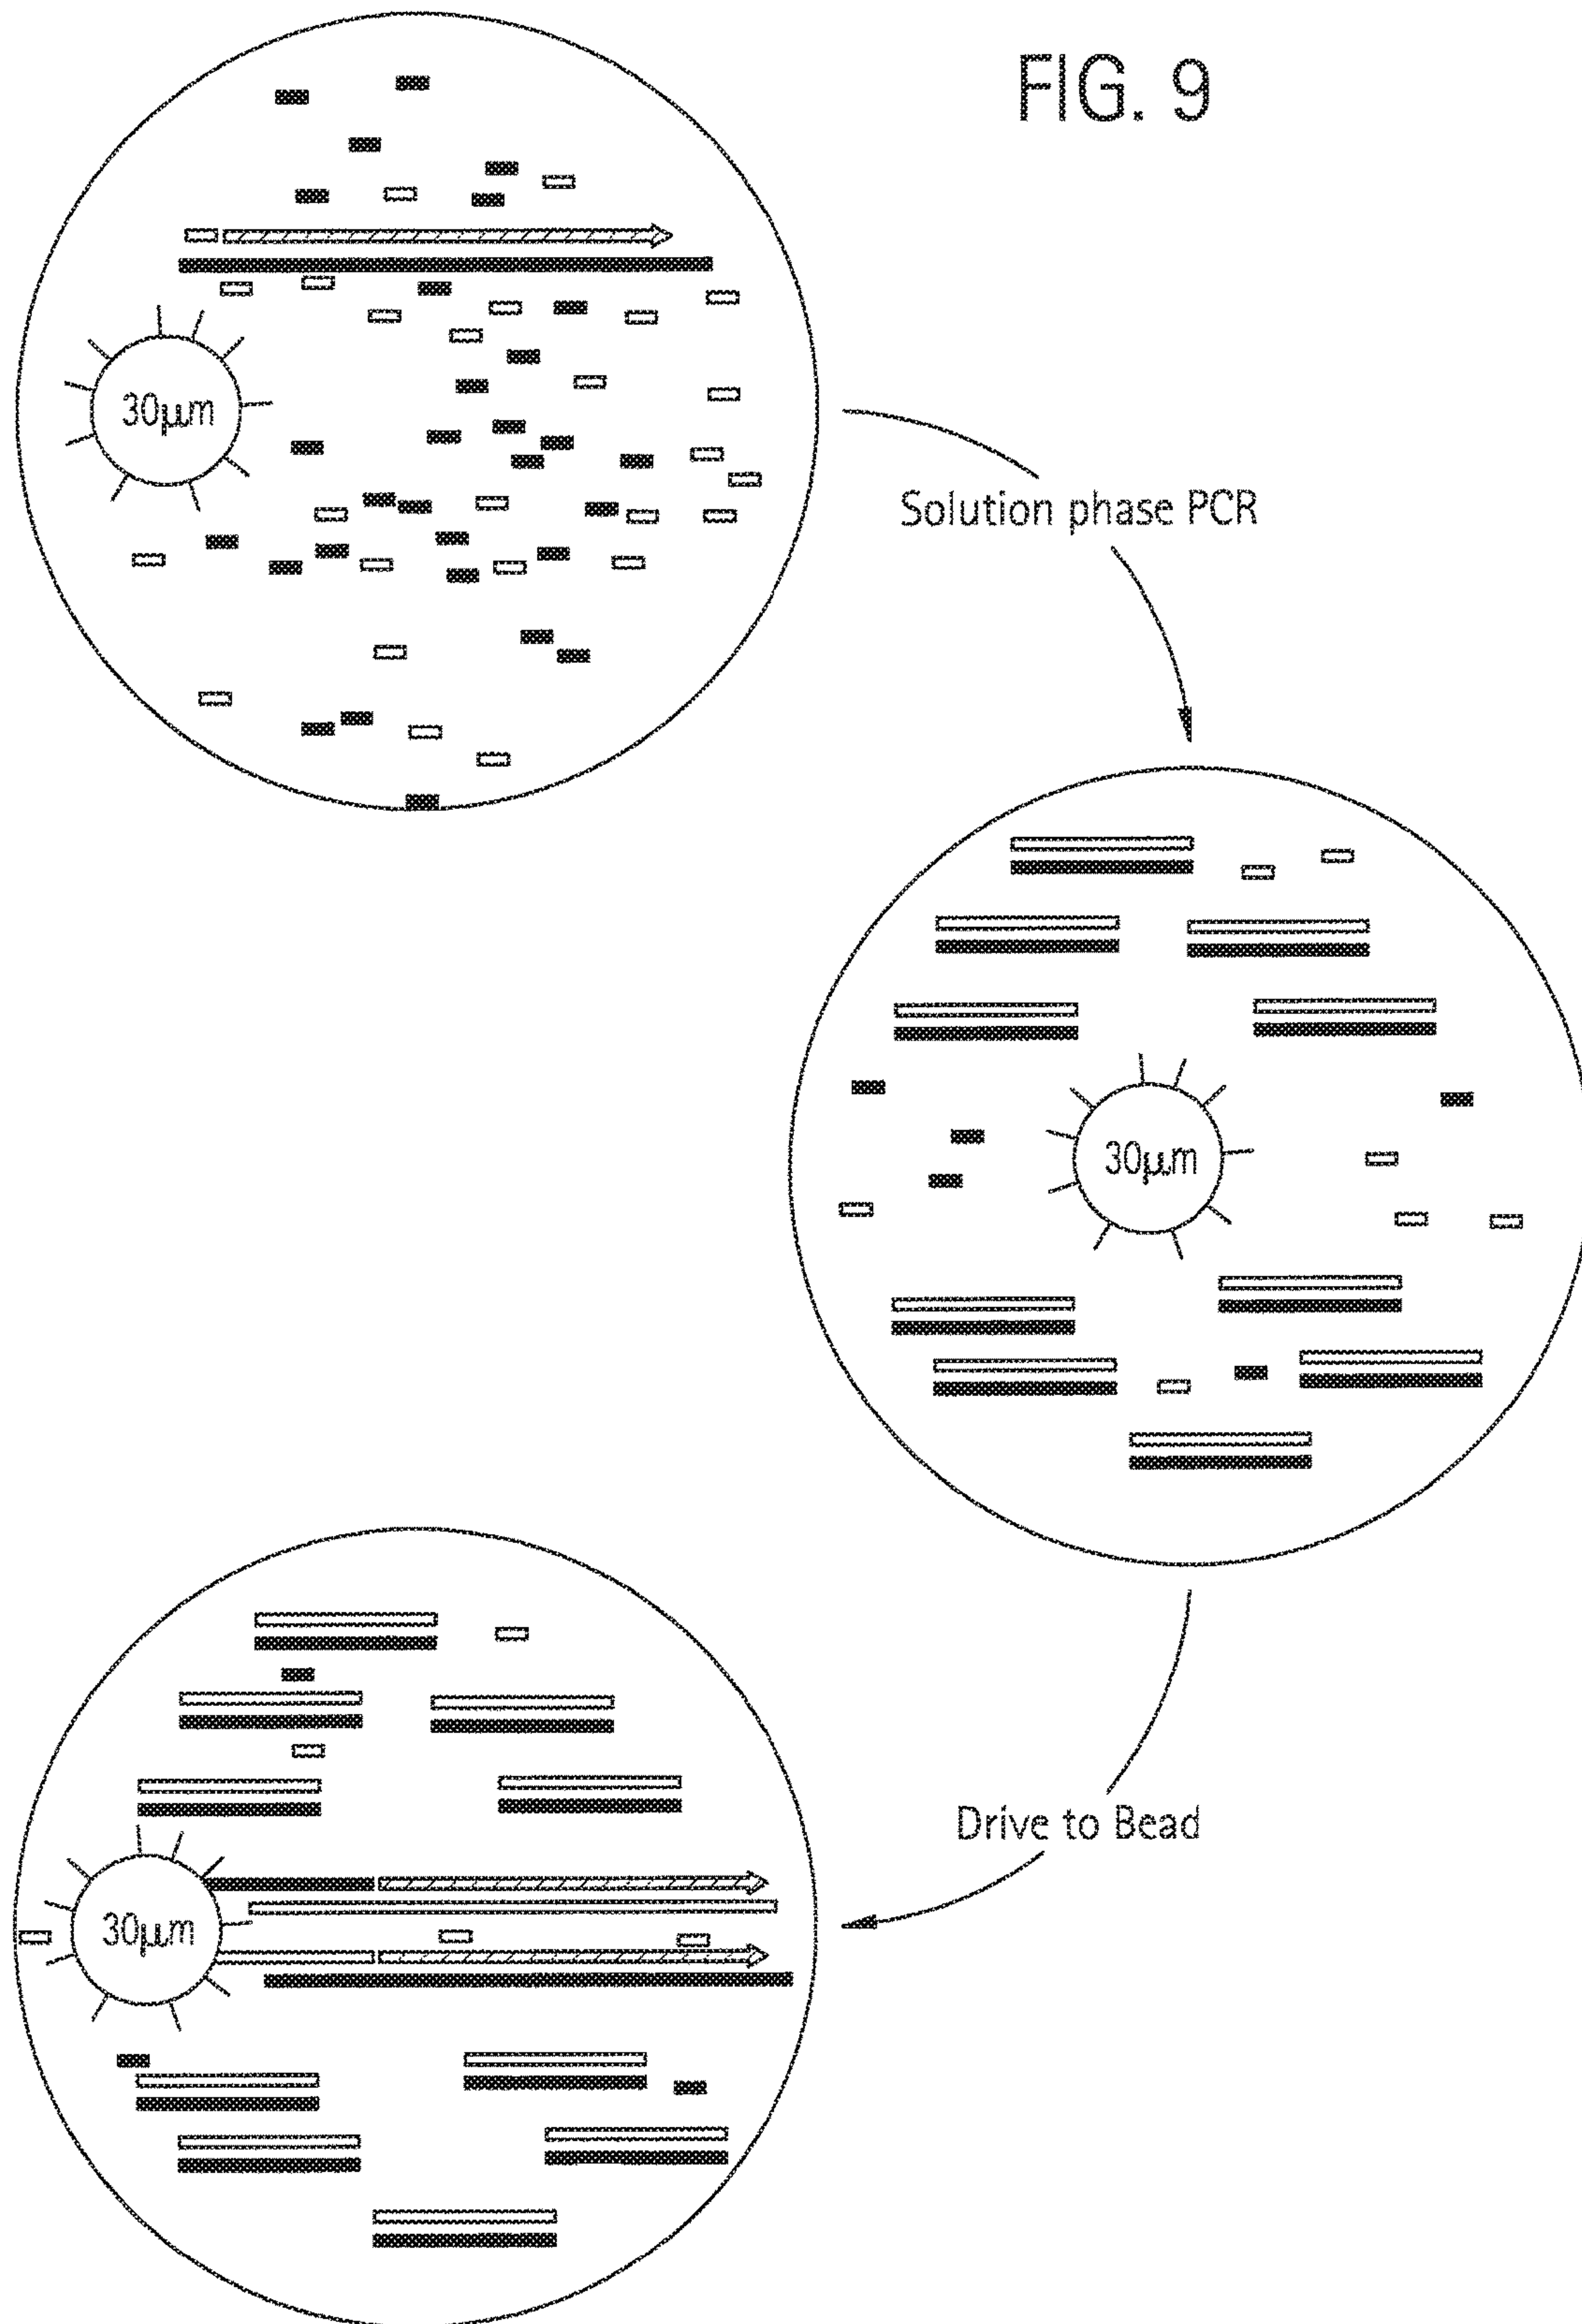 FIG. 9
30µm
Solution phase PCR
30µm
Drive to Bead
30µm